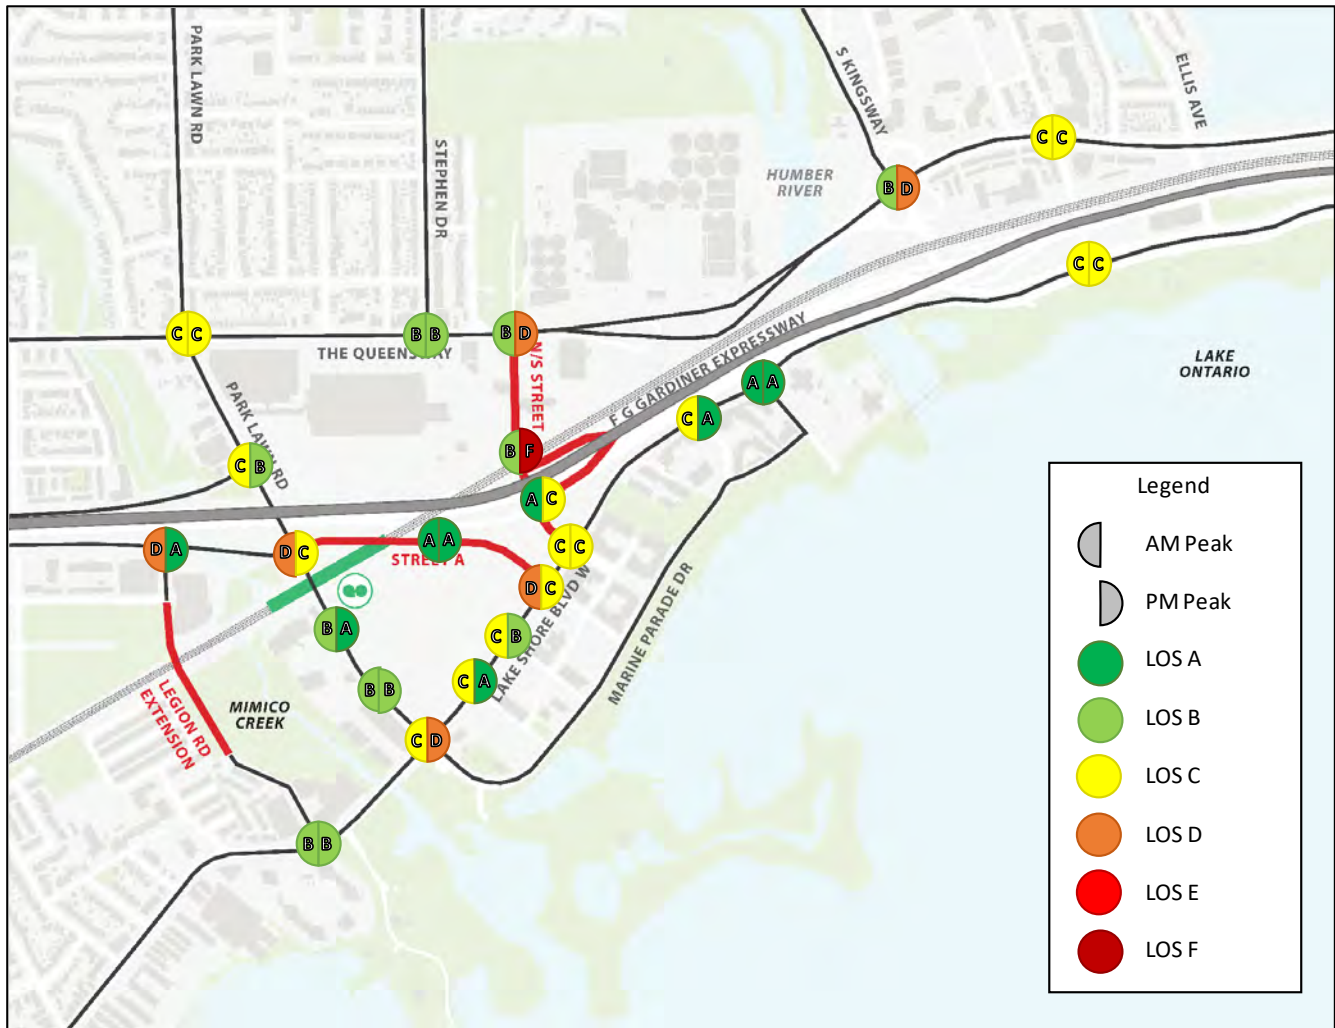 PARK LAWN RD
STEPHEN DR
S KINGSWAY
ELLIS AVE
HUMBER
RIVER
C C
B D
C C
C C
B B
B D
THE QUEENSWAY
N/S STREET
F G GARDINER EXPRESSWAY
LAKE
ONTARIO
A A
C A
PARK LAWN RD
C B
B F
A C
D A
D C
A A
STREET A
C C
D C
B A
C B
LAKE SHORE BLVD W
MARINE PARADE DR
C A
B B
LEGION RD
EXTENSION
MIMICO
CREEK
C D
B B
Legend
AM Peak
PM Peak
LOS A
LOS B
LOS C
LOS D
LOS E
LOS F